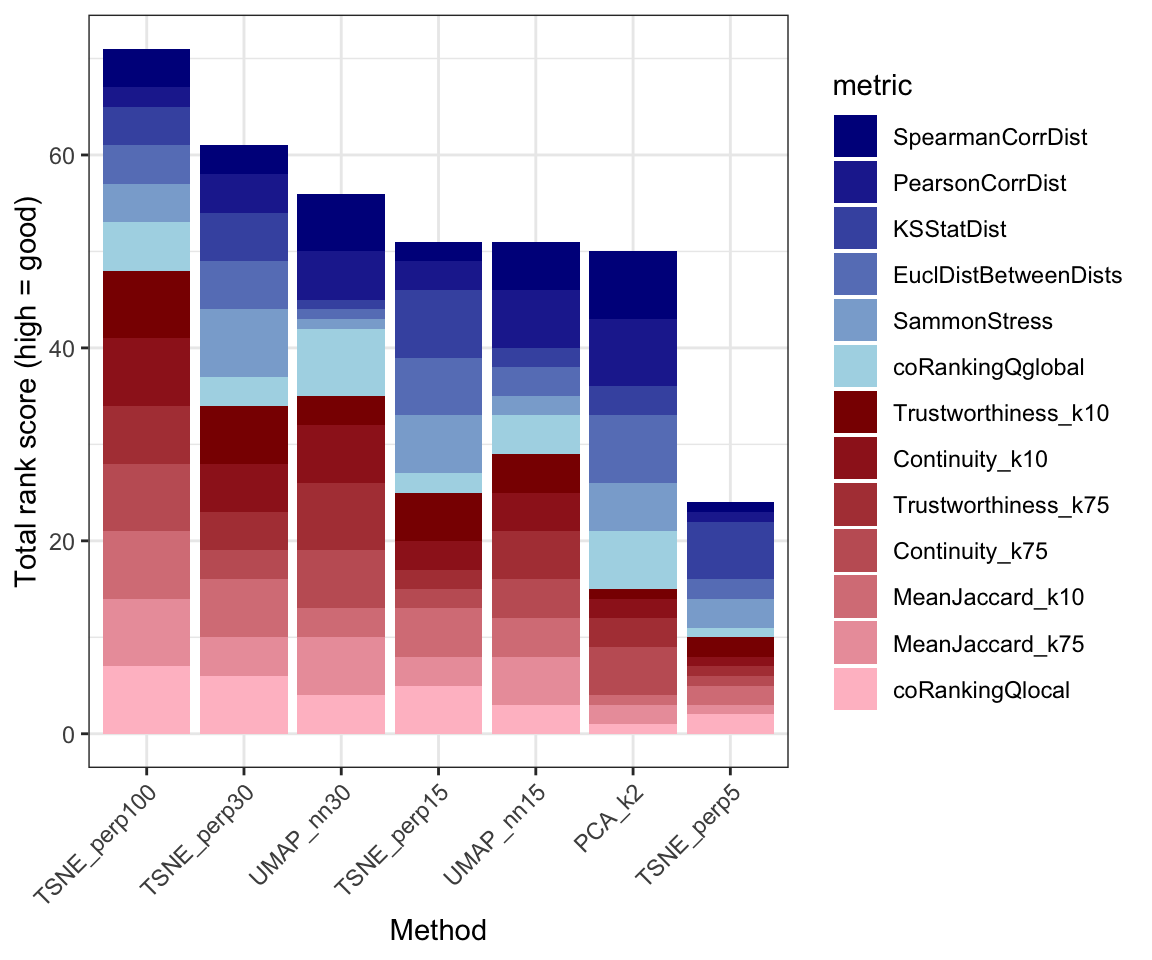 Total rank score (high = good)
60
40
20
0
TSNE_perp100
TSNE_perp30
UMAP_nn30
TSNE_perp15
UMAP_nn15
PCA_k2
TSNE_perp5
Method
metric
SpearmanCorrDist
PearsonCorrDist
KSStatDist
EuclDistBetweenDists
SammonStress
coRankingQglobal
Trustworthiness_k10
Continuity_k10
Trustworthiness_k75
Continuity_k75
MeanJaccard_k10
MeanJaccard_k75
coRankingQlocal